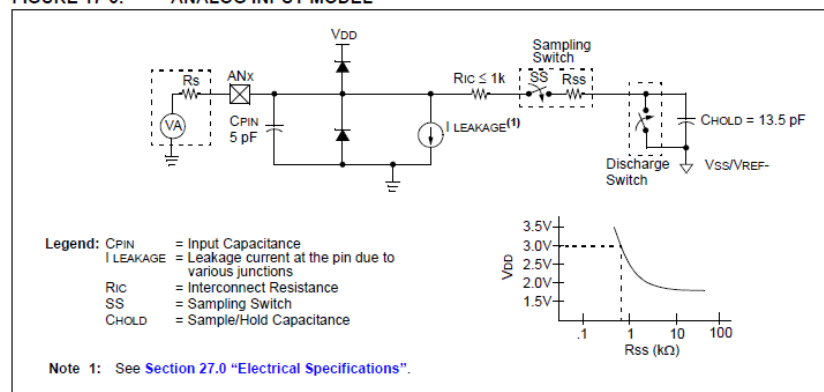 FIGURE 17-6: ANALOG INPUT MODEL
VDD
Sampling
Switch
Rs
ANx
RIC ≤ 1k
SS
RSS
VA
CPIN
5 pF
I LEAKAGE(1)
CHOLD = 13.5 pF
Discharge
Switch
VSS/VREF-
Legend: CPIN = Input Capacitance
I LEAKAGE = Leakage current at the pin due to
various junctions
RIC = Interconnect Resistance
SS = Sampling Switch
CHOLD = Sample/Hold Capacitance
VDD
3.5V
3.0V
2.5V
2.0V
1.5V
.1 1 10 100
Rss (kΩ)
Note 1: See Section 27.0 “Electrical Specifications”.